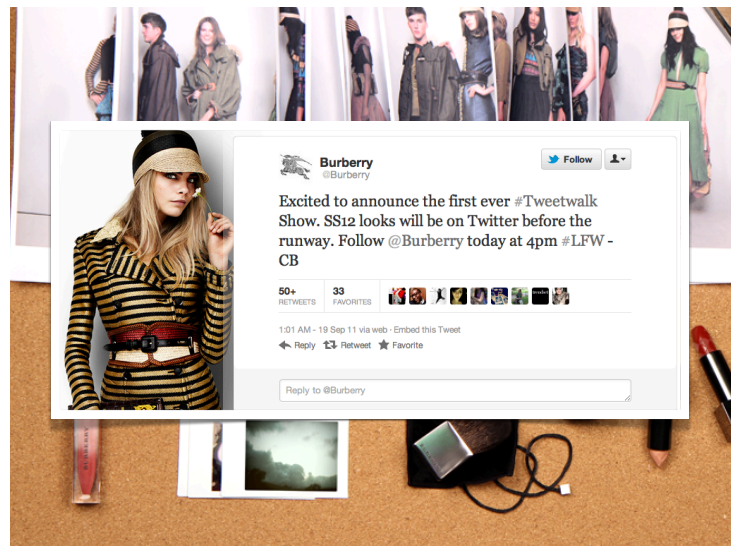 Burberry
@Burberry
Follow
Excited to announce the first ever #Tweetwalk
Show. SS12 looks will be on Twitter before the
runway. Follow @Burberry today at 4pm #LFW -
CB
50+
RETWEETS
33
FAVORITES
1:01 AM - 19 Sep 11 via web · Embed this Tweet
Reply Retweet Favorite
Reply to @Burberry
BURBERRY